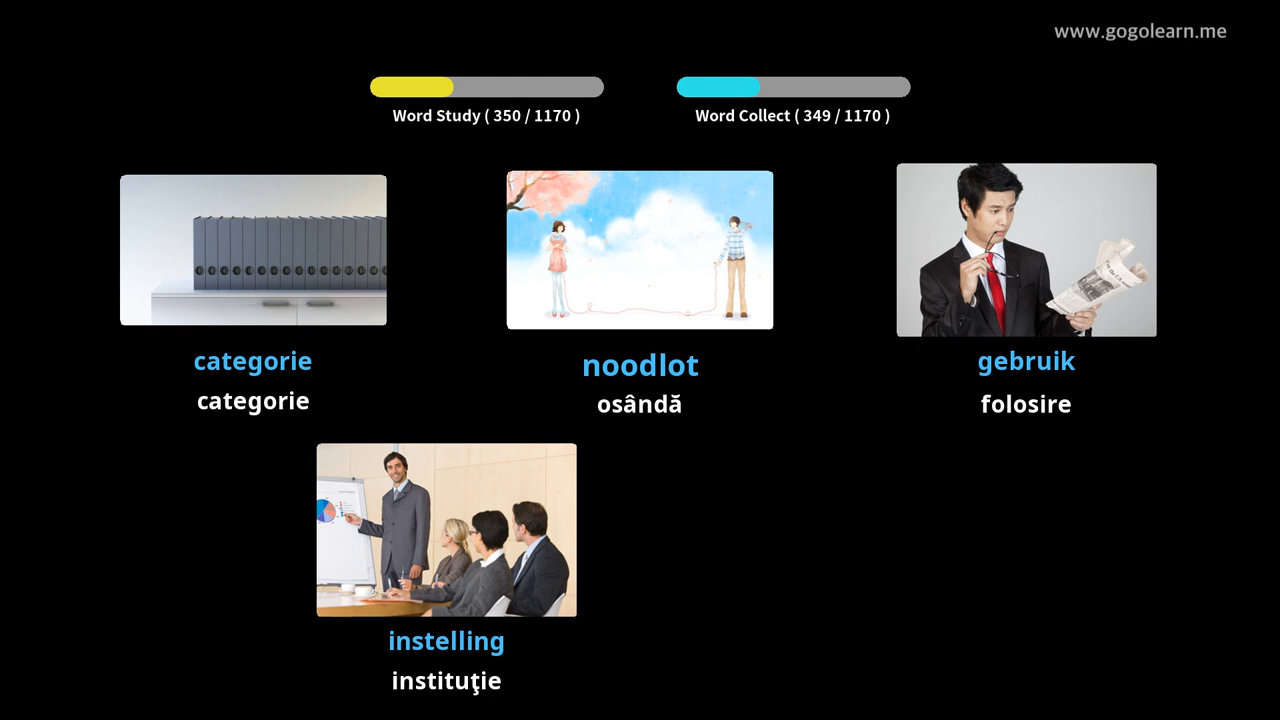 www.gogolearn.me
Word Study ( 350 / 1170 )
Word Collect ( 349 / 1170 )
categorie
categorie
noodlot
osândă
gebruik
folosire
instelling
instituţie